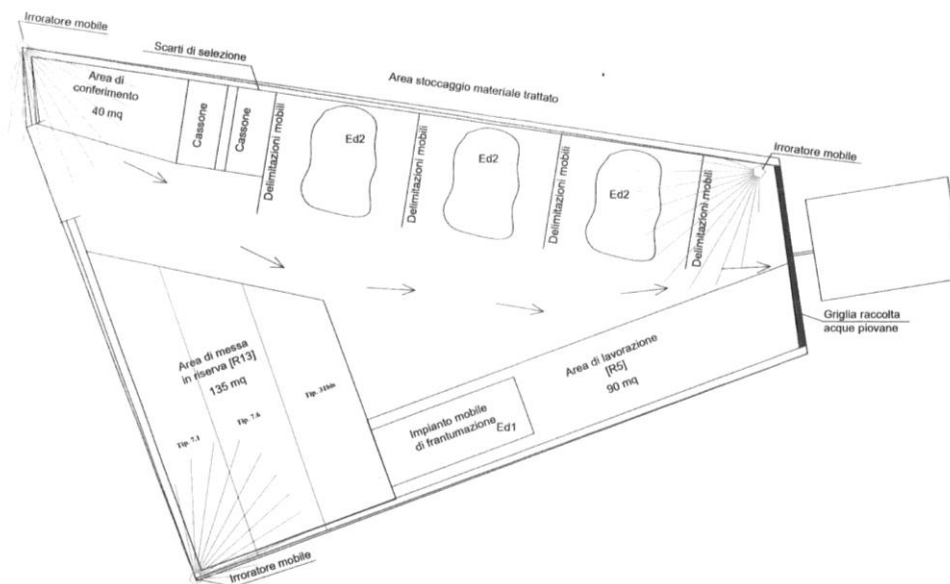 Irroratore mobile
Scarti di selezione
Area stoccaggio materiale trattato
Area di
conferimento
40 mq
Cassone
Cassone
Delimitazioni mobili
Ed2
Delimitazioni mobili
Ed2
Delimitazioni mobili
Ed2
Delimitazioni mobili
Irroratore mobile
Griglia raccolta
acque piovane
Area di messa
in riserva [R13]
135 mq
Tip. 7.1
Tip. 7.6
Area di lavorazione
[R5]
90 mq
Impianto mobile
di frantumazione
Ed1
Irroratore mobile